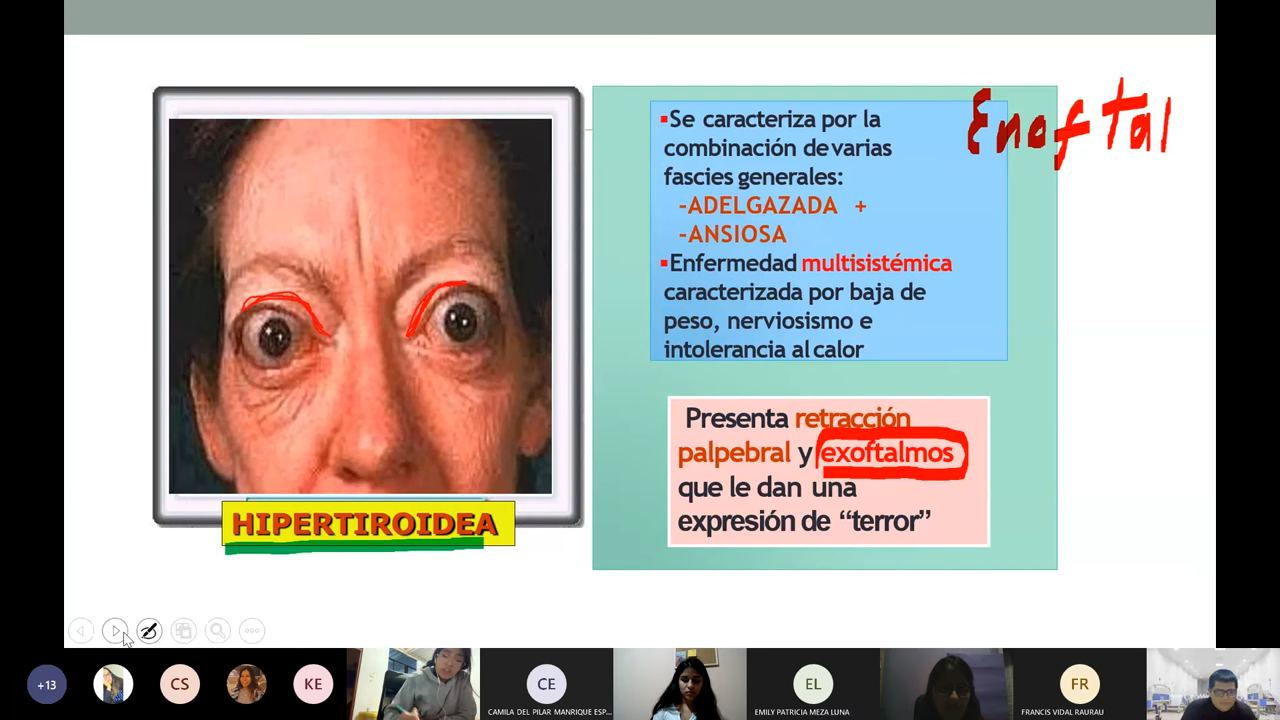 ▪Se caracteriza por la
combinación de varias
fascies generales:
-ADELGAZADA +
-ANSIOSA
▪Enfermedad multisistémica
caracterizada por baja de
peso, nerviosismo e
intolerancia al calor
Enoftal
Presenta retracción
palpebral y exoftalmos
que le dan una
expresión de “terror”
HIPERTIROIDEA
+13
CS
KE
CE
CAMILA DEL PILAR MANRIQUE ESP...
EL
EMILY PATRICIA MEZA LUNA
FR
FRANCIS VIDAL RAURAU